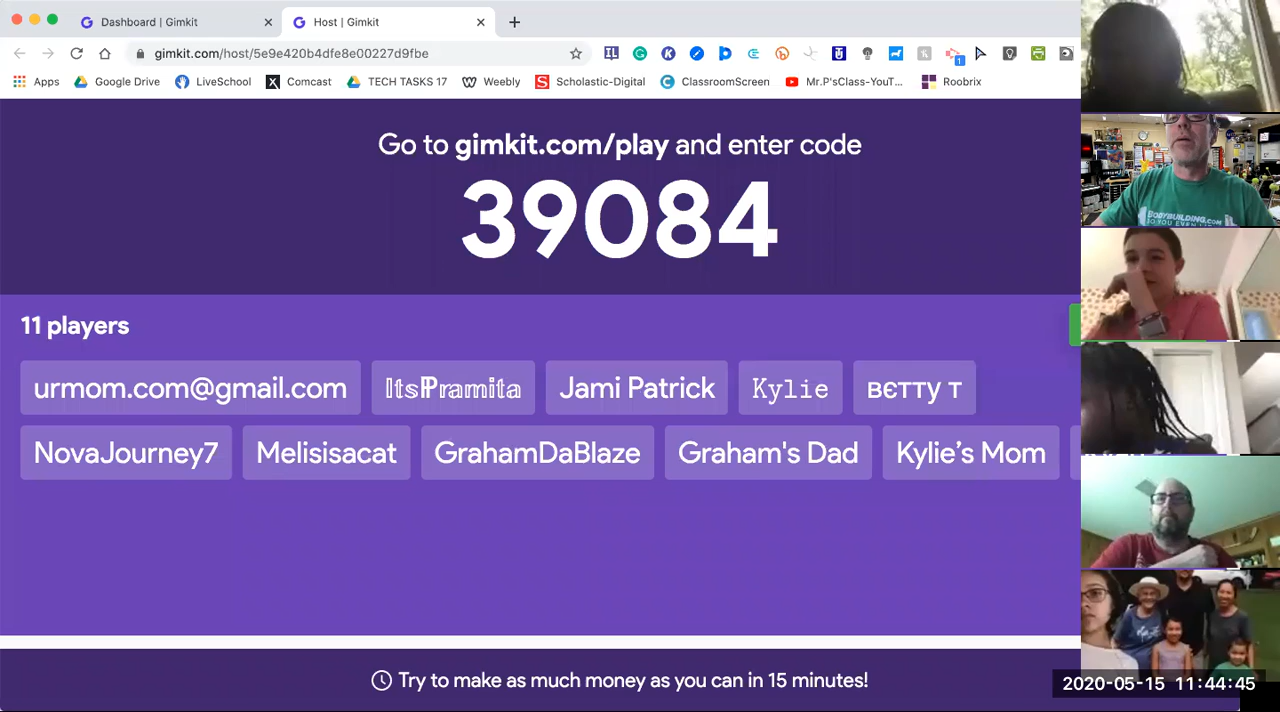 Dashboard | Gimkit
Host | Gimkit
gimkit.com/host/5e9e420b4dfe8e00227d9fbe
Apps Google Drive LiveSchool Comcast TECH TASKS 17 Weebly Scholastic-Digital ClassroomScreen Mr.P'sClass-YouT... Roobrix
Go to gimkit.com/play and enter code
39084
11 players
urmom.com@gmail.com ItsPramita Jami Patrick Kylie вєттy т
NovaJourney7 Melisisacat GrahamDaBlaze Graham's Dad Kylie’s Mom
Try to make as much money as you can in 15 minutes!
BODYBUILDING.COM
2020-05-15 11:44:45